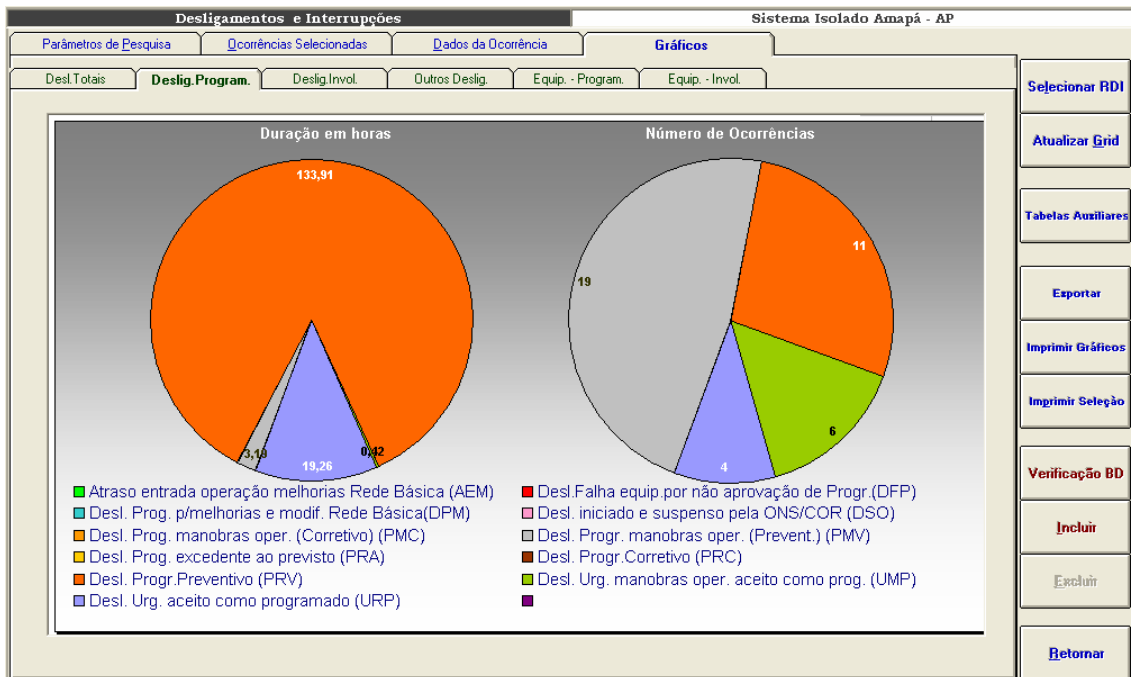 Desligamentos e Interrupções
Sistema Isolado Amapá - AP
Parâmetros de Pesquisa
Ocorrências Selecionadas
Dados da Ocorrência
Gráficos
Desl.Totais
Deslig.Program.
Deslig.Invol.
Outros Deslig.
Equip. - Program.
Equip. - Invol.
Duração em horas
133,91
3,19
19,26
0,42
Número de Ocorrências
19
11
6
4
Atraso entrada operação melhorias Rede Básica (AEM)
Desl.Falha equip.por não aprovação de Progr.(DFP)
Desl. Prog. p/melhorias e modif. Rede Básica(DPM)
Desl. iniciado e suspenso pela ONS/COR (DSO)
Desl. Prog. manobras oper. (Corretivo) (PMC)
Desl. Progr. manobras oper. (Prevent.) (PMV)
Desl. Prog. excedente ao previsto (PRA)
Desl. Progr.Corretivo (PRC)
Desl. Progr.Preventivo (PRV)
Desl. Urg. manobras oper. aceito como prog. (UMP)
Desl. Urg. aceito como programado (URP)
Selecionar RDI
Atualizar Grid
Tabelas Auxiliares
Exportar
Imprimir Gráficos
Imprimir Seleção
Verificação BD
Incluir
Excluir
Retornar